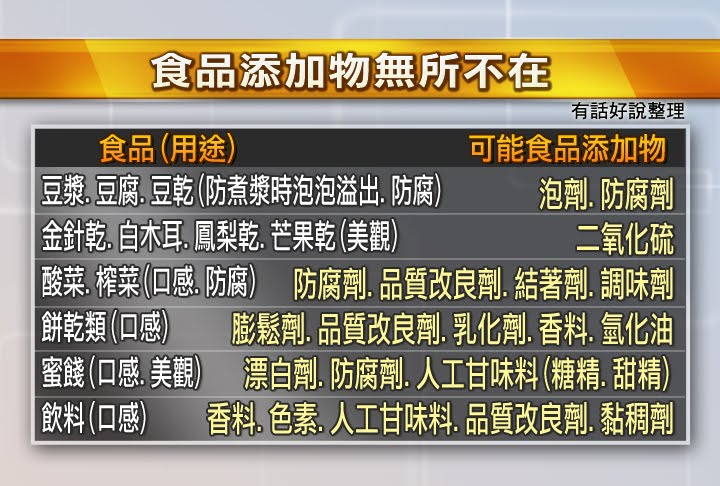 食品添加物無所不在
有話好說整理
食品(用途) 可能食品添加物
豆漿.豆腐.豆乾(防煮漿時泡泡溢出.防腐) 泡劑.防腐劑
金針乾.白木耳.鳳梨乾.芒果乾(美觀) 二氧化硫
酸菜.榨菜(口感.防腐) 防腐劑.品質改良劑.結著劑.調味劑
餅乾類(口感) 膨鬆劑.品質改良劑.乳化劑.香料.氫化油
蜜餞(口感.美觀) 漂白劑.防腐劑.人工甘味料(糖精.甜精)
飲料(口感) 香料.色素.人工甘味料.品質改良劑.黏稠劑